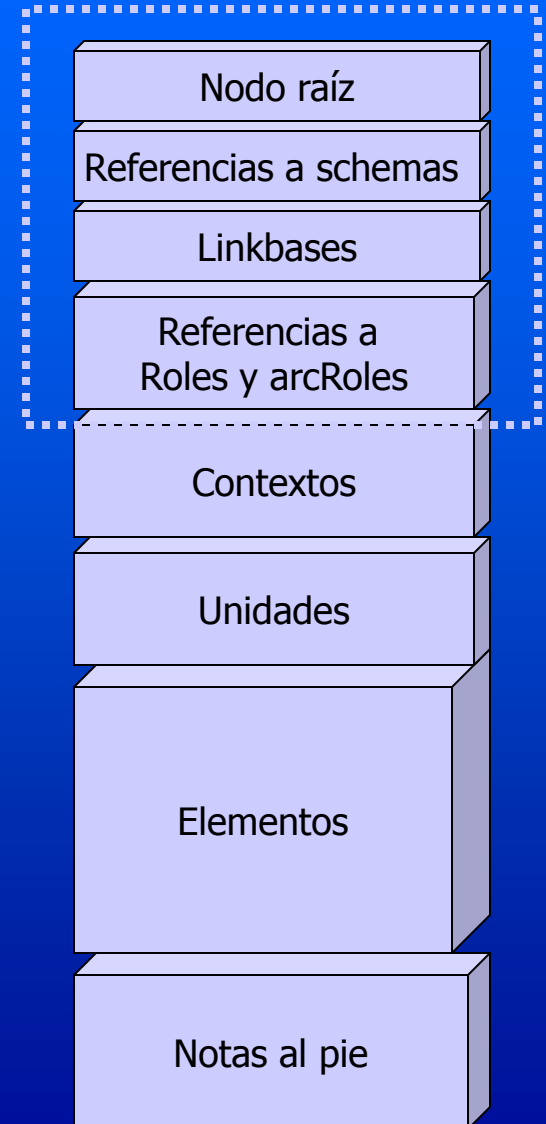 Nodo raíz
Referencias a schemas
Linkbases
Referencias a
Roles y arcRoles
Contextos
Unidades
Elementos
Notas al pie